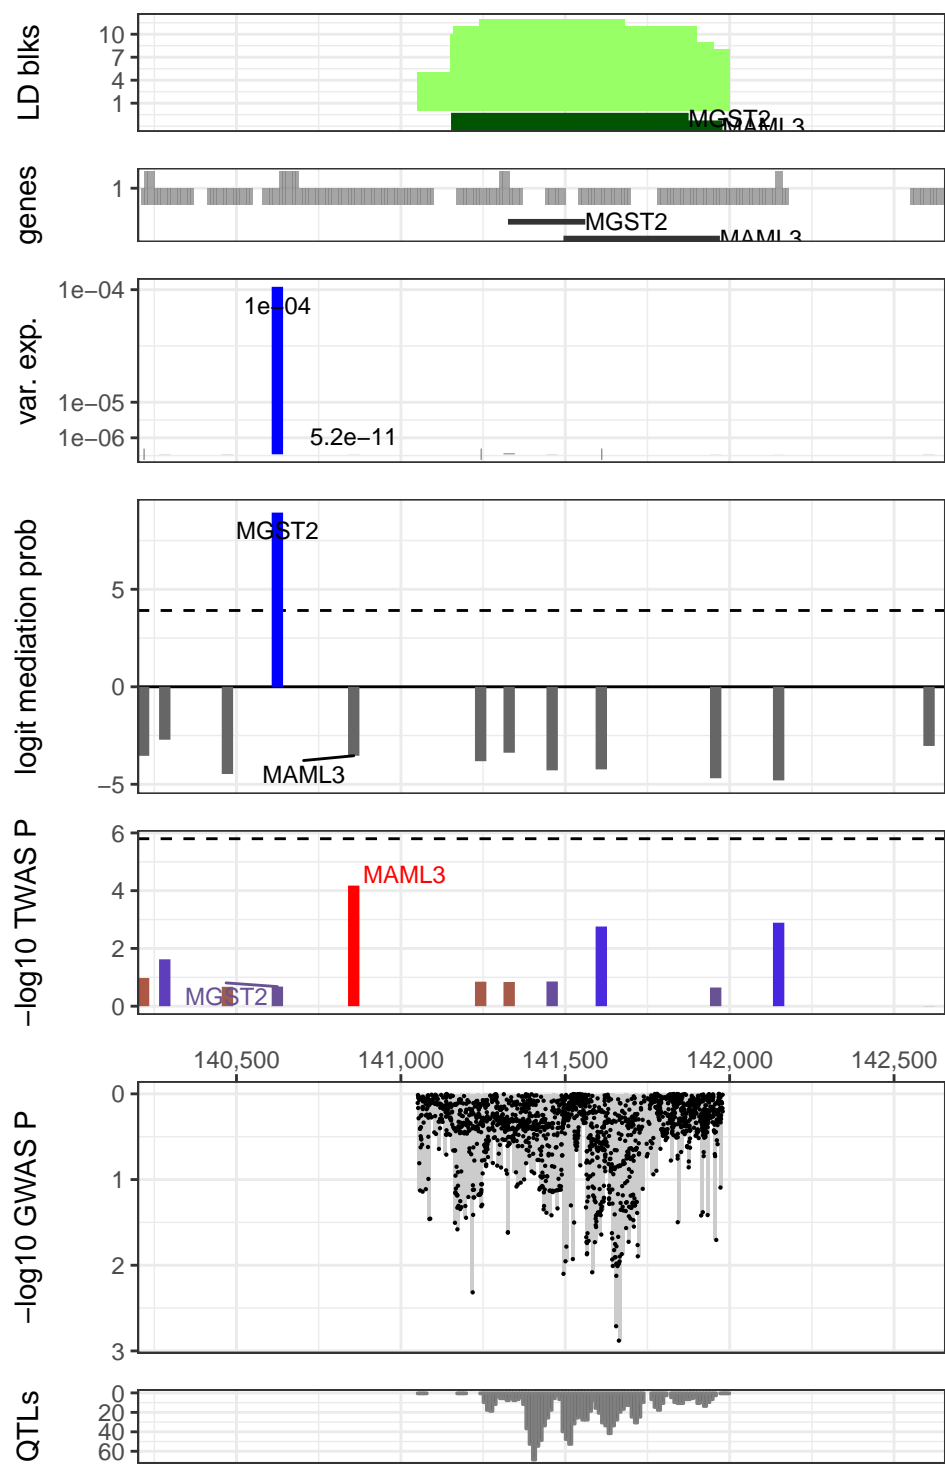 LD blks
10
7
4
1
MGST2
MAML3
genes
1
MGST2
MAML3
var. exp.
1e−04
1e−05
1e−06
1e−04
5.2e−11
logit mediation prob
5
0
−5
MGST2
MAML3
−log10 TWAS P
6
4
2
0
MAML3
MGST2
140,500 141,000 141,500 142,000 142,500
−log10 GWAS P
0
1
2
3
QTLs
0
20
40
60